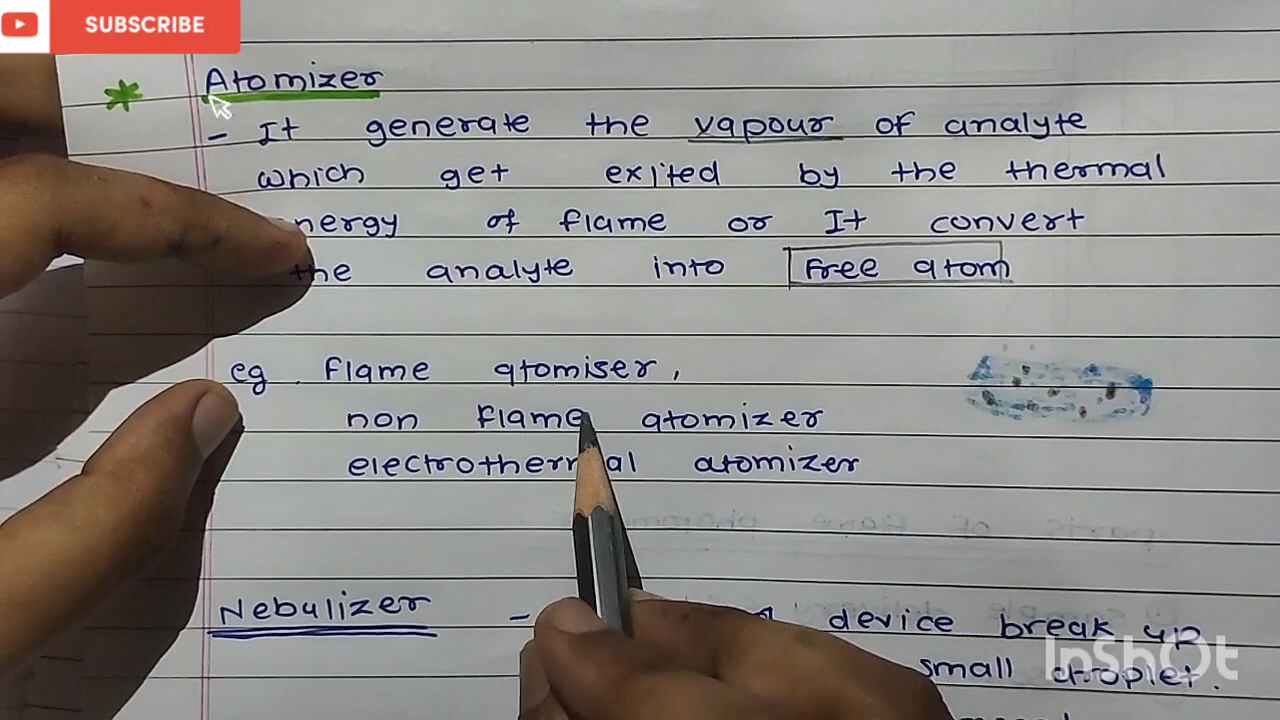 SUBSCRIBE
* Atomizer
- It generate the vapour of analyte
which get exited by the thermal
nergy of flame or It convert
the analyte into free atom
eg. flame atomiser,
non flame atomizer
electrothermal atomizer
Nebulizer - device break up
small droplet.
InShOt